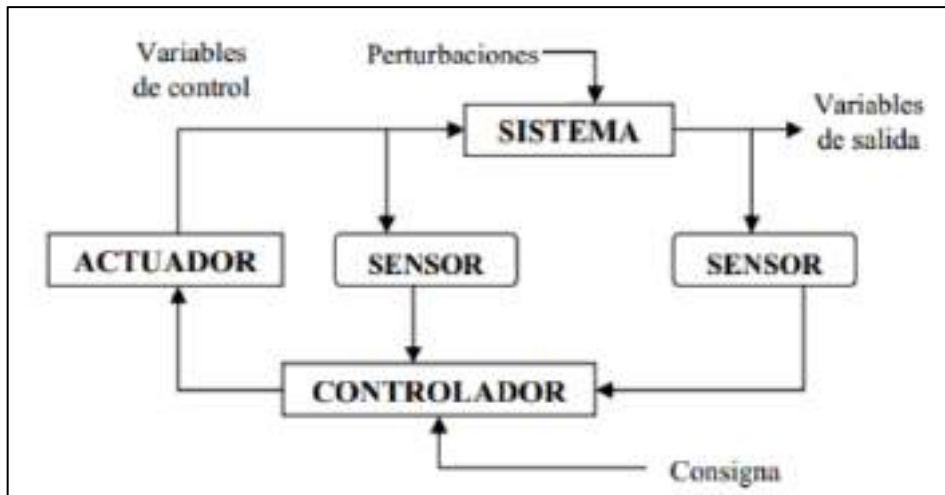 Variables
de control
Perturbaciones
SISTEMA
Variables
de salida
ACTUADOR
SENSOR
SENSOR
CONTROLADOR
Consigna